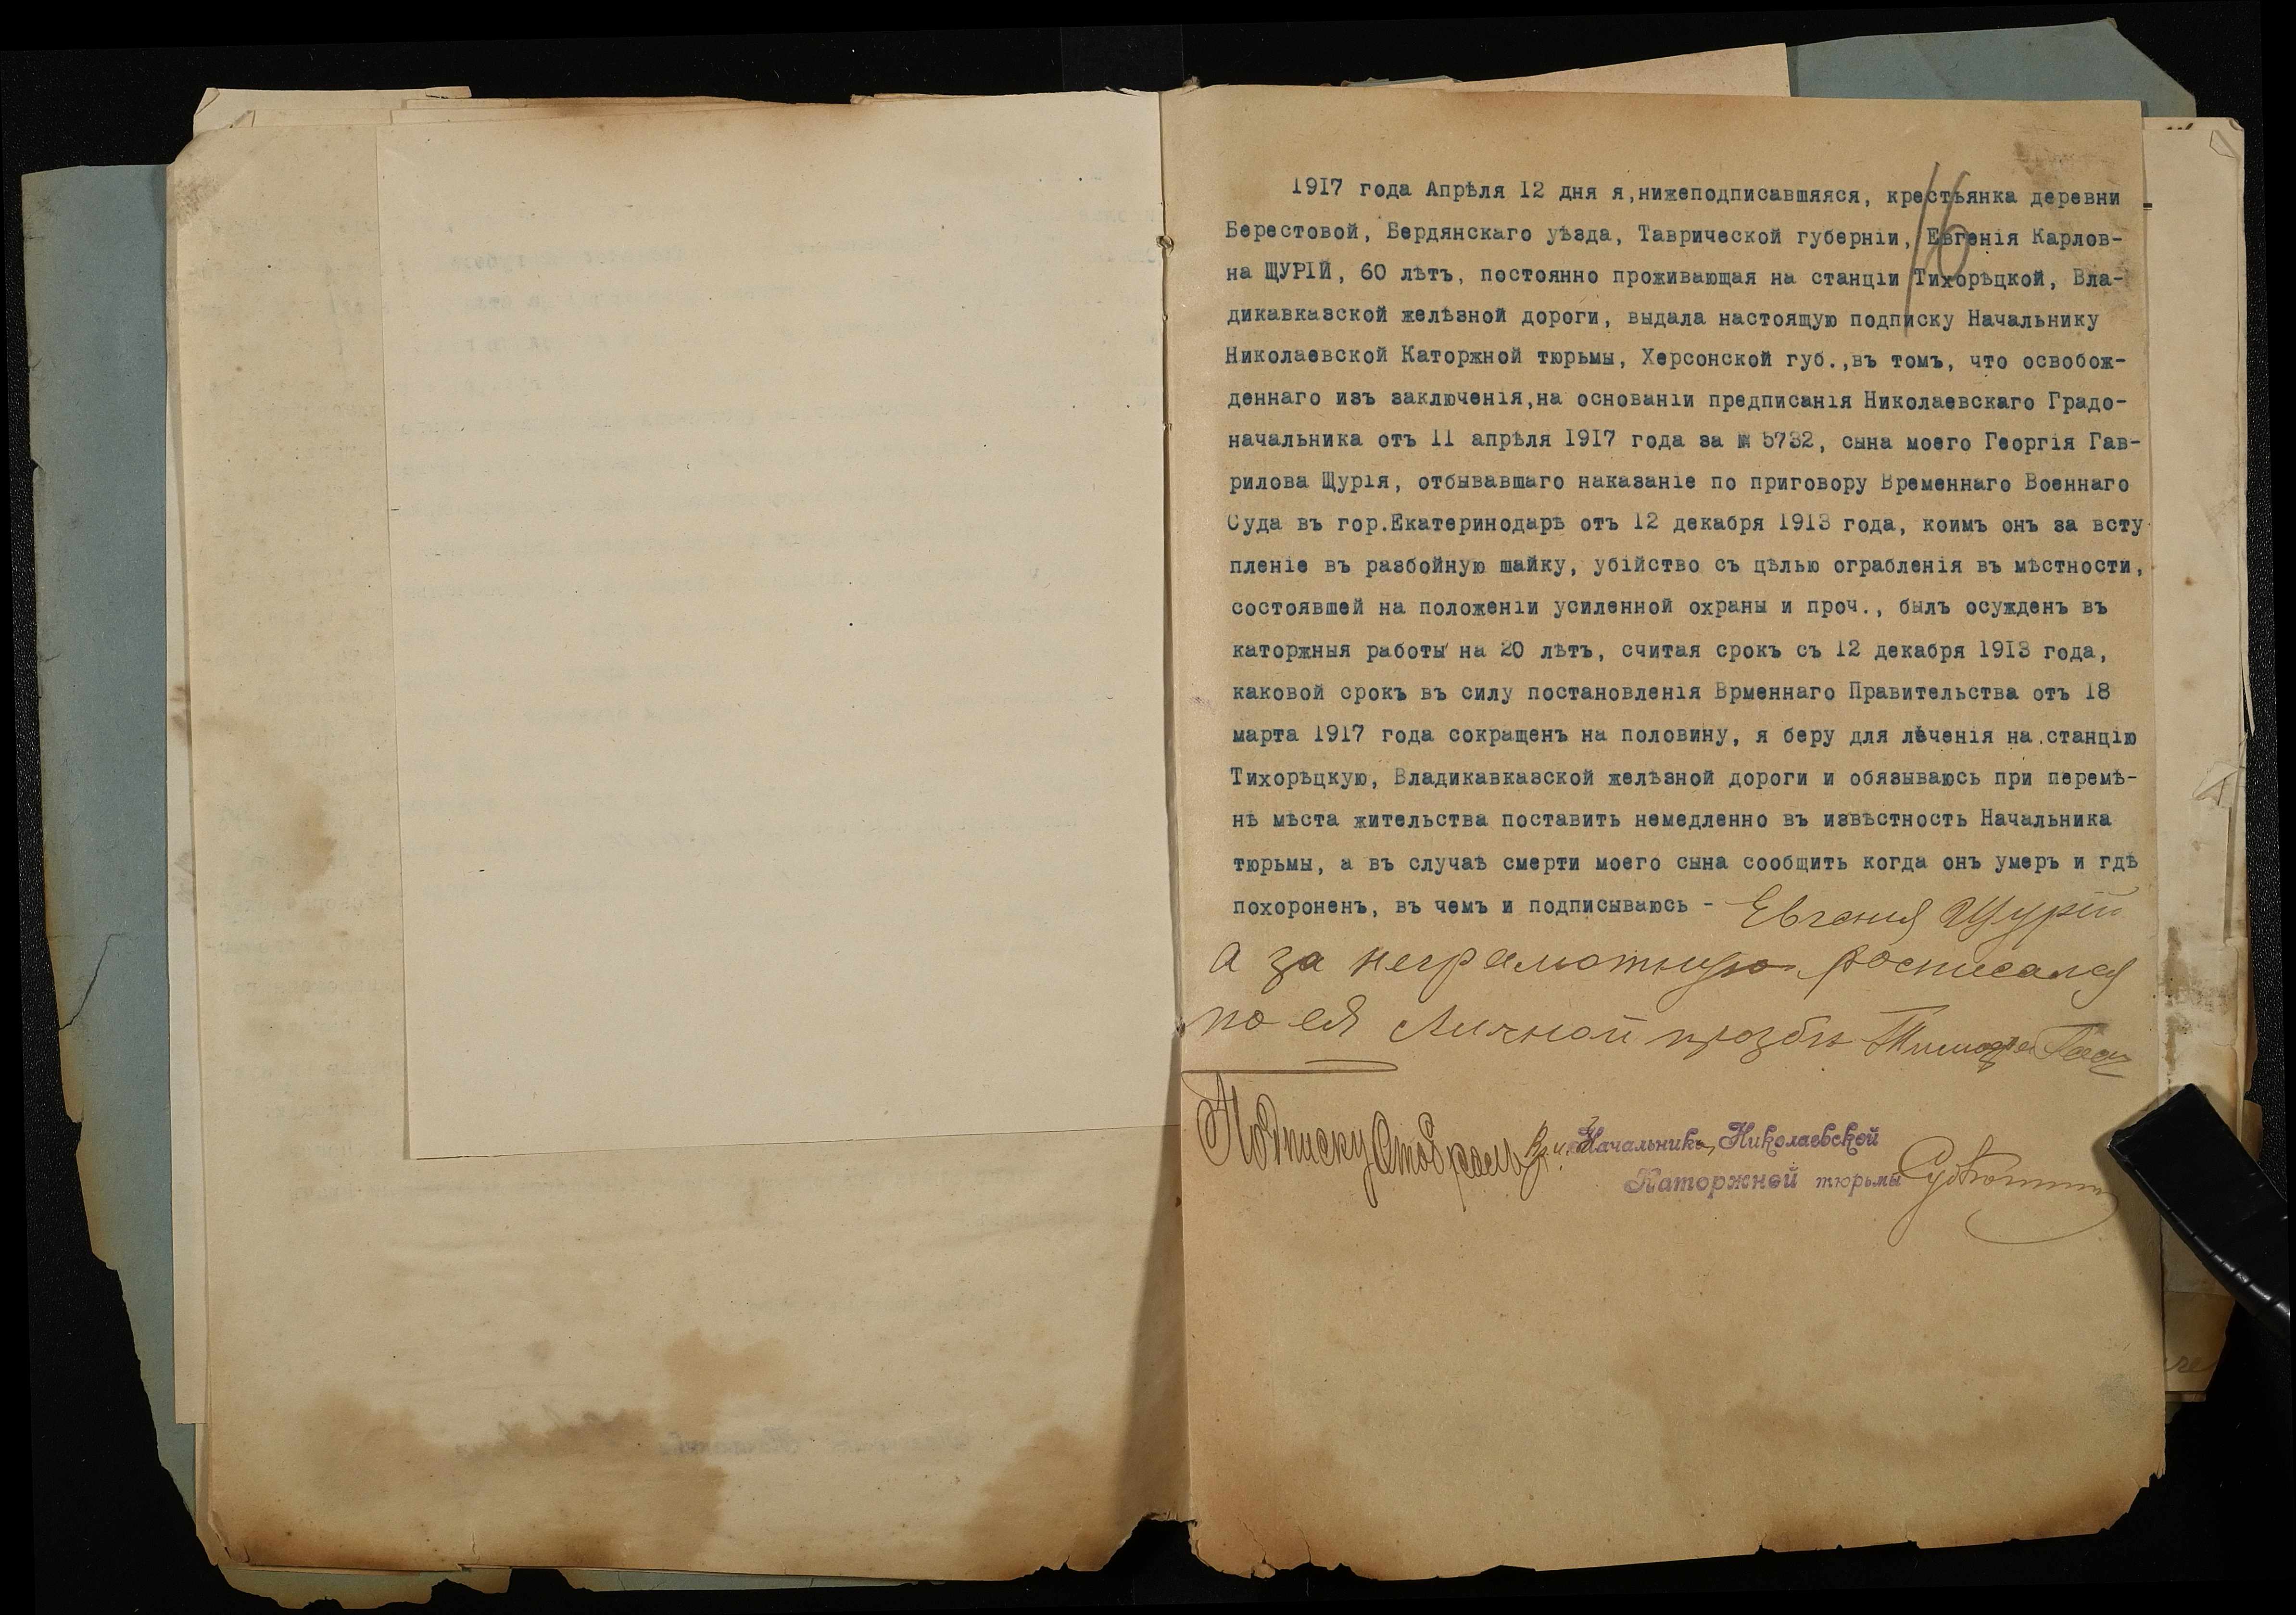 16
1917 года Апрѣля 12 дня я,нижеподписавшяяся, крестьянка деревни
Берестовой, Бердянскаго уѣзда, Таврической губерніи, Евгенія Карлов-
на ЩУРІЙ, 60 лѣтъ, постоянно проживающая на станціи Тихорѣцкой, Вла-
дикавказской желѣзной дороги, выдала настоящую подписку Начальнику
Николаевской Каторжной тюрьмы, Херсонской губ.,въ томъ, что освобож-
деннаго изъ заключенія,на основаніи предписанія Николаевскаго Градо-
начальника отъ 11 апрѣля 1917 года за № 5732, сына моего Георгія Гав-
рилова Щурія, отбывавшаго наказаніе по приговору Временнаго Военнаго
Суда въ гор.Екатеринодарѣ отъ 12 декабря 1913 года, коимъ онъ за всту-
пленіе въ разбойную шайку, убійство съ цѣлью ограбленія въ мѣстности,
состоявшей на положеніи усиленной охраны и проч., былъ осужденъ въ
каторжныя работы на 20 лѣтъ, считая срокъ съ 12 декабря 1913 года,
каковой срокъ въ силу постановленія Врменнаго Правительства отъ 18
марта 1917 года сокращенъ на половину, я беру для лѣченія на станцію
Тихорѣцкую, Владикавказской желѣзной дороги и обязываюсь при перемѣ-
нѣ мѣста жительства поставить немедленно въ извѣстность Начальника
тюрьмы, а въ случаѣ смерти моего сына сообщить когда онъ умеръ и гдѣ
похороненъ, въ чемъ и подписываюсь - Евгения Щурій
а за неграмотную росписался
по ея личной прозбѣ
Подписку отобралъ Начальника Николаевской
Каторжной тюрьмы